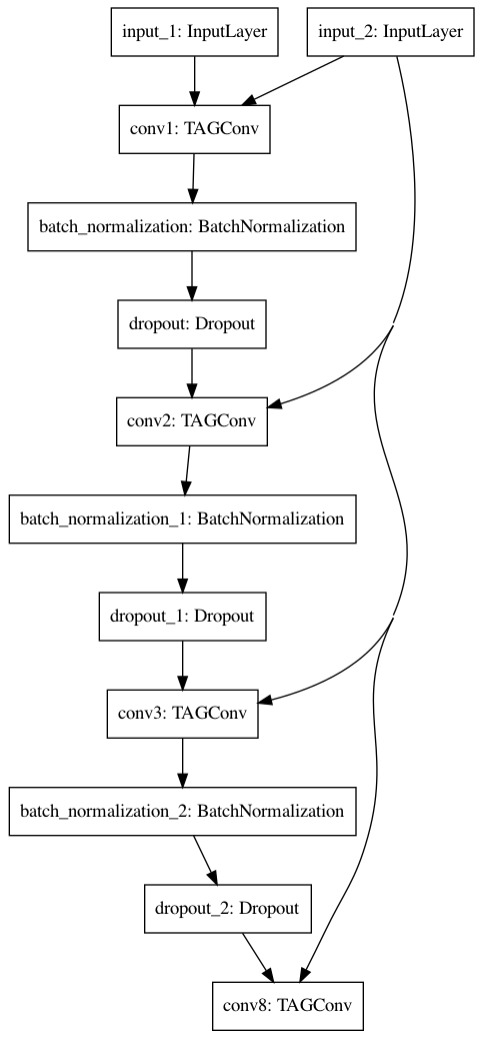 input_1: InputLayer
input_2: InputLayer
conv1: TAGConv
batch_normalization: BatchNormalization
dropout: Dropout
conv2: TAGConv
batch_normalization_1: BatchNormalization
dropout_1: Dropout
conv3: TAGConv
batch_normalization_2: BatchNormalization
dropout_2: Dropout
conv8: TAGConv